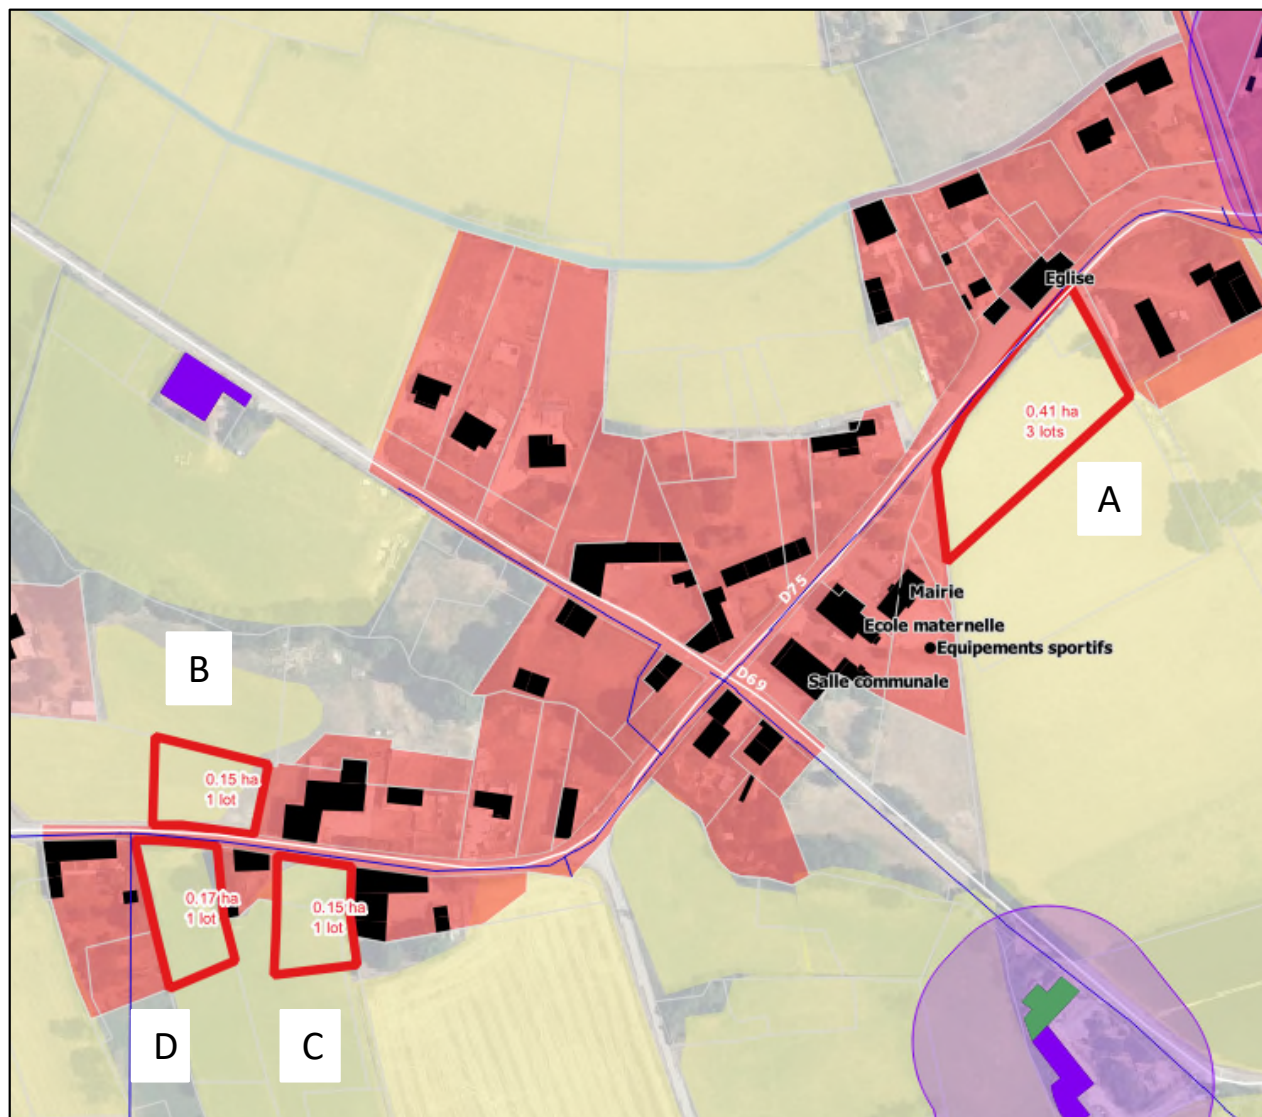 Eglise
0.41 ha
3 lots
A
D75
Mairie
Ecole maternelle
Equipements sportifs
D69
Salle communale
B
0.15 ha
1 lot
0.17 ha
1 lot
0.15 ha
1 lot
D
C